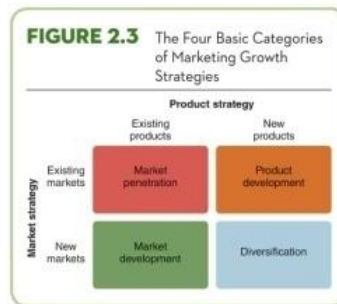 FIGURE 2.3 The Four Basic Categories
of Marketing Growth
Strategies
Product strategy
Existing
products
New
products
Market strategy
Existing
markets
Market
penetration
Product
development
New
markets
Market
development
Diversification